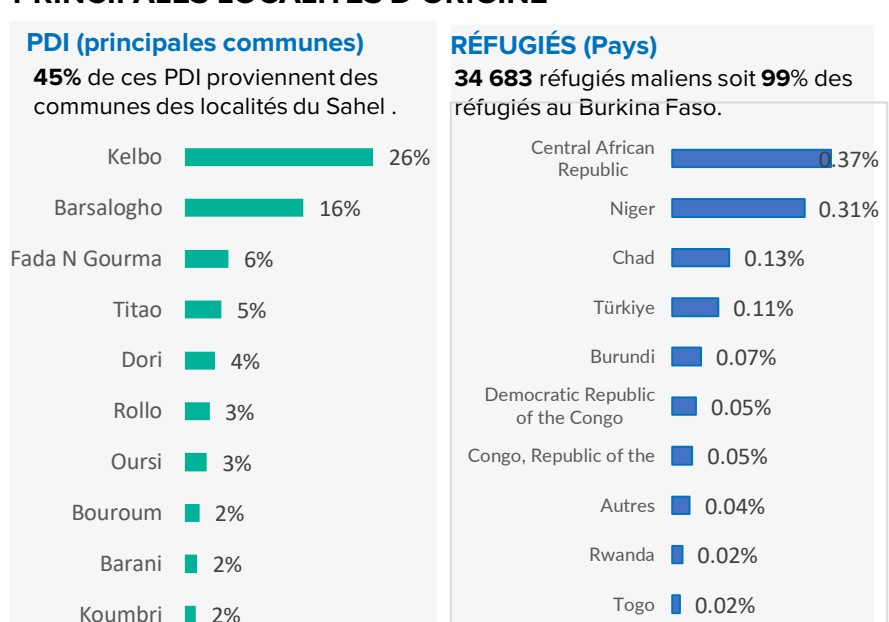 PRINCIPALES LOCALITÉS D'ORIGINE
PDI (principales communes)
45% de ces PDI proviennent des
communes des localités du Sahel .
Kelbo 26%
Barsalogho 16%
Fada N Gourma 6%
Titao 5%
Dori 4%
Rollo 3%
Oursi 3%
Bouroum 2%
Barani 2%
Koumbri 2%
RÉFUGIÉS (Pays)
34 683 réfugiés maliens soit 99% des
réfugiés au Burkina Faso.
Central African
Republic 0.37%
Niger 0.31%
Chad 0.13%
Türkiye 0.11%
Burundi 0.07%
Democratic Republic
of the Congo 0.05%
Congo, Republic of the 0.05%
Autres 0.04%
Rwanda 0.02%
Togo 0.02%